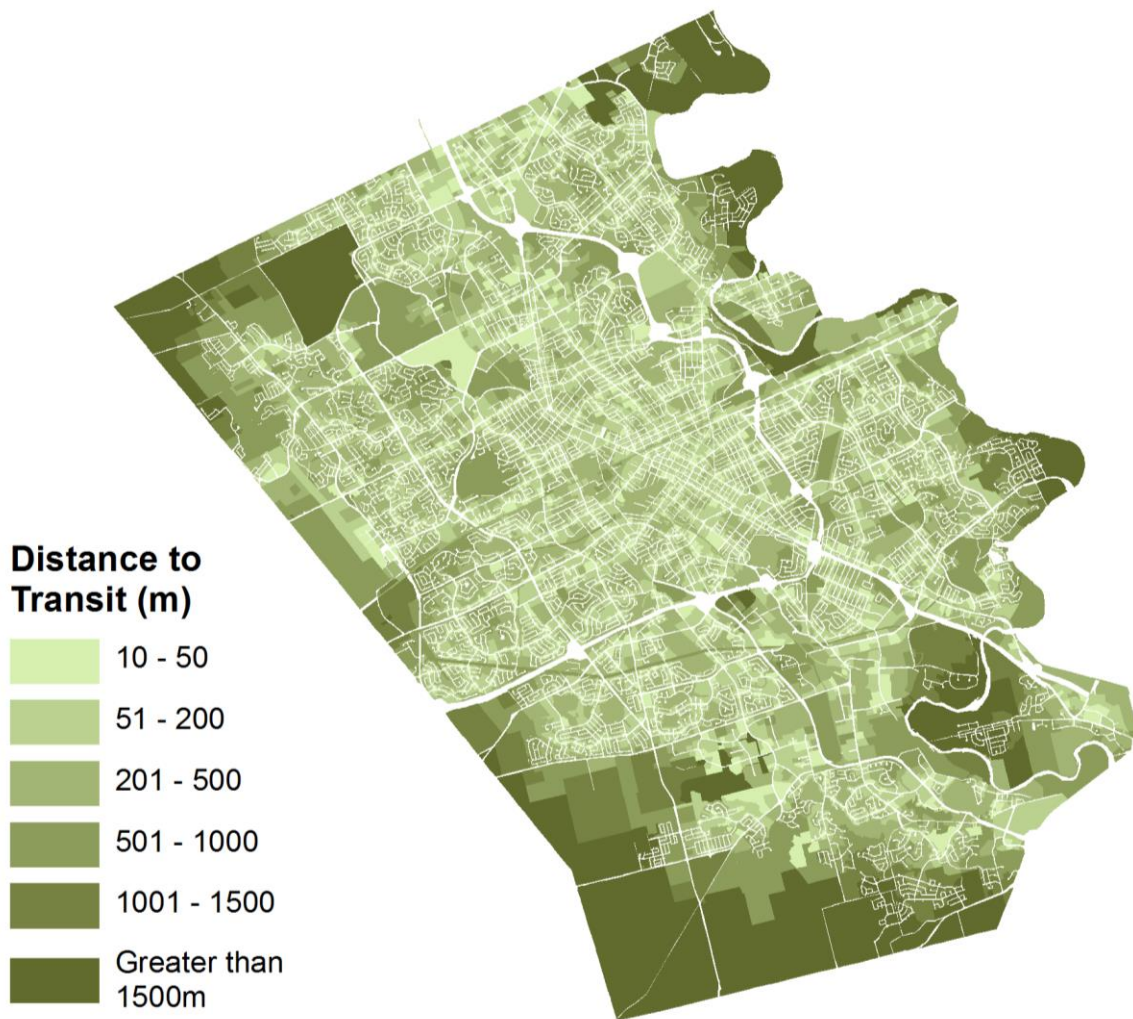 Distance to
Transit (m)
10 - 50
51 - 200
201 - 500
501 - 1000
1001 - 1500
Greater than
1500m